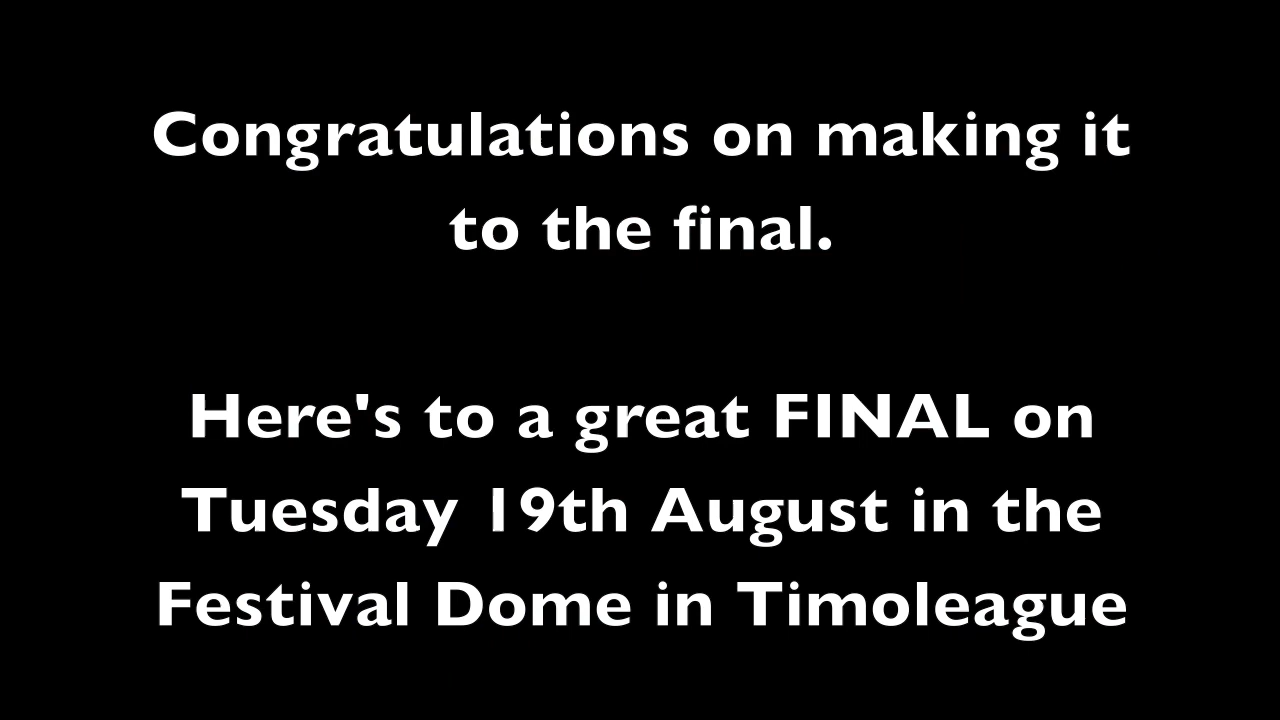 Congratulations on making it
to the final.
Here's to a great FINAL on
Tuesday 19th August in the
Festival Dome in Timoleague